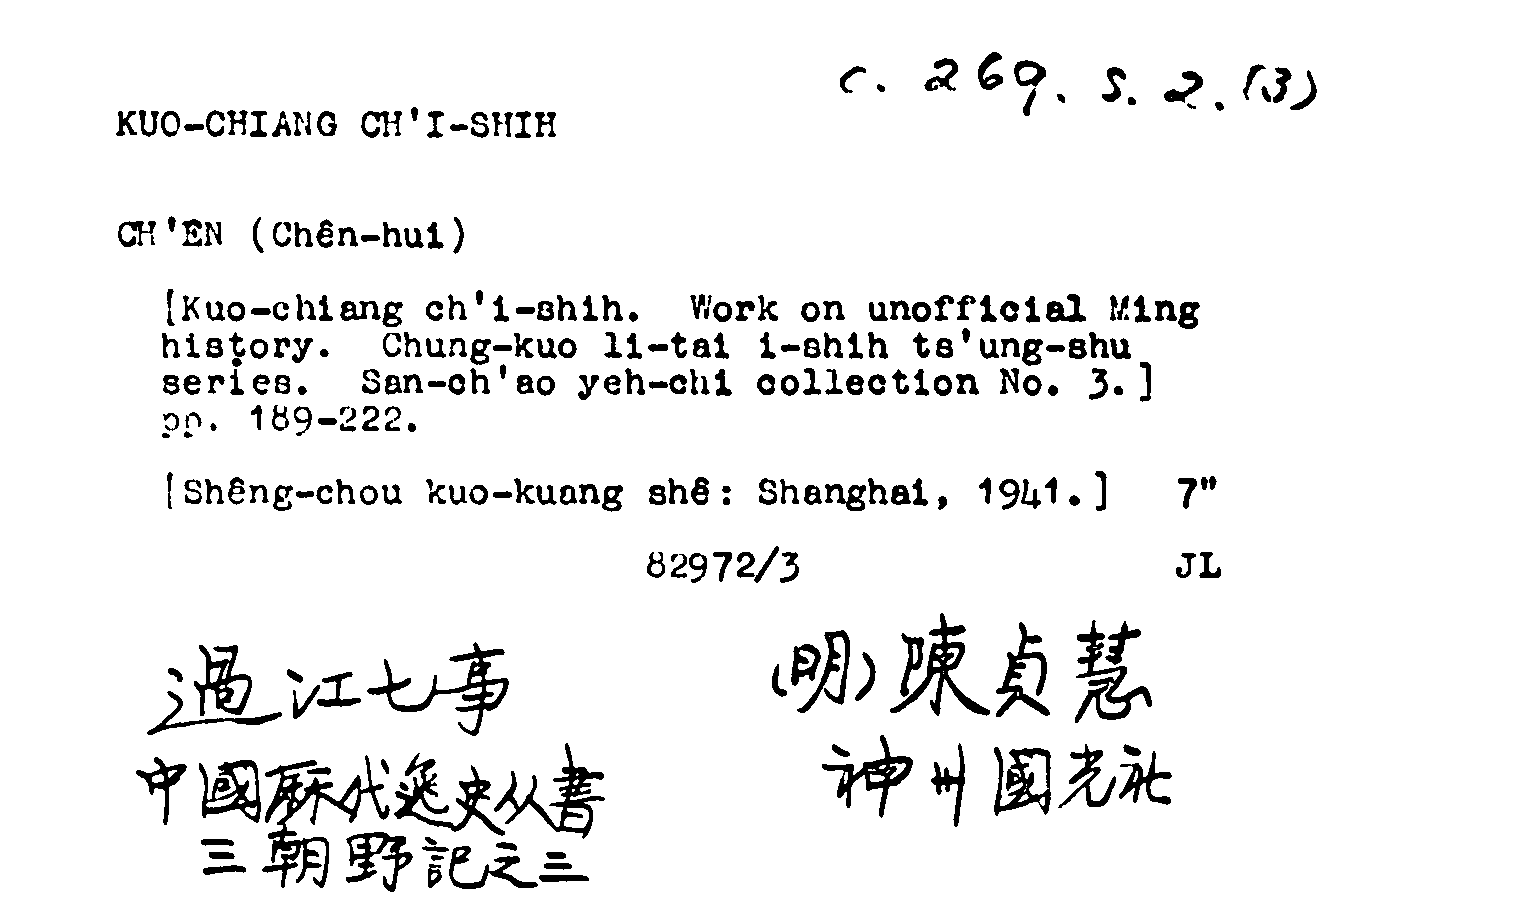 c. 269. s. 2. (3)
KUO-CHIANG CH'I-SHIH
CH'EN (Chên-hui)
[Kuo-chiang ch'i-shih. Work on unofficial Ming
history. Chung-kuo li-tai i-shih ts'ung-shu
series. San-ch'ao yeh-chi collection No. 3.]
pp. 189-222.
[Shêng-chou kuo-kuang shê: Shanghai, 1941.] 7"
82972/3 JL
過江七事 (明)陳貞慧
中國厯代逸史从書 神州國光社
三朝野記之三